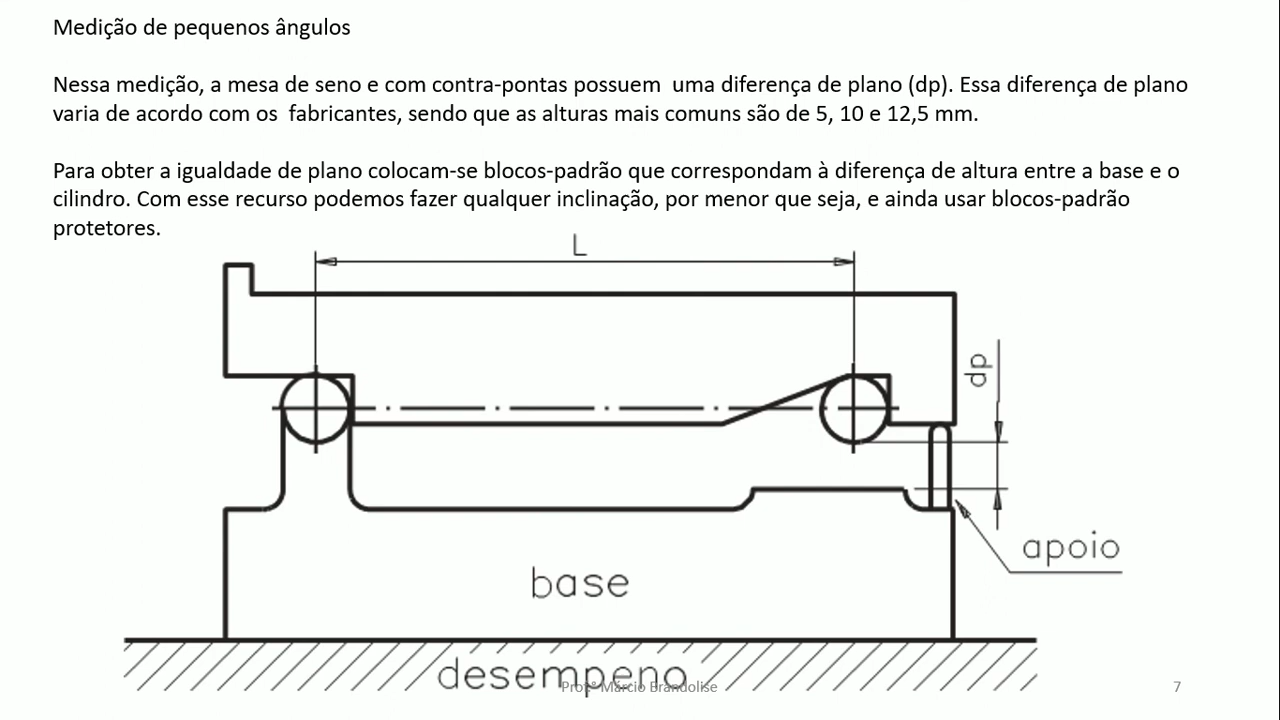 Medição de pequenos ângulos
Nessa medição, a mesa de seno e com contra-pontas possuem  uma diferença de plano (dp). Essa diferença de plano
varia de acordo com os  fabricantes, sendo que as alturas mais comuns são de 5, 10 e 12,5 mm.
Para obter a igualdade de plano colocam-se blocos-padrão que correspondam à diferença de altura entre a base e o
cilindro. Com esse recurso podemos fazer qualquer inclinação, por menor que seja, e ainda usar blocos-padrão
protetores.
L
dp
apoio
base
desempeno
Prof° Márcio Brandolise
7